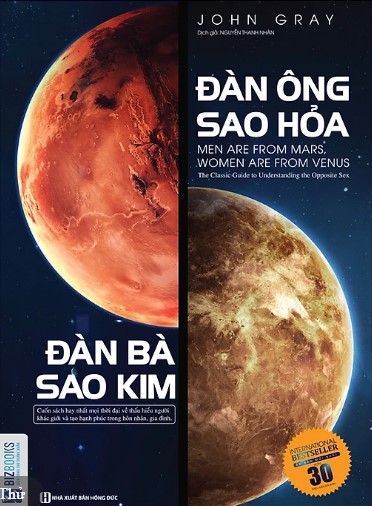 JOHN GRAY
Dịch giả: NGUYỄN THÀNH NHÂN
ĐÀN ÔNG
SAO HỎA
MEN ARE FROM MARS,
WOMEN ARE FROM VENUS
The Classic Guide to Understanding the Opposite Sex
ĐÀN BÀ
SAO KIM
Cuốn sách hay nhất mọi thời đại về thấu hiểu người
khác giới và tạo hạnh phúc trong hôn nhân, gia đình.
INTERNATIONAL
BESTSELLER
30
BIZBOOKS
Thư
NHÀ XUẤT BẢN HỒNG ĐỨC